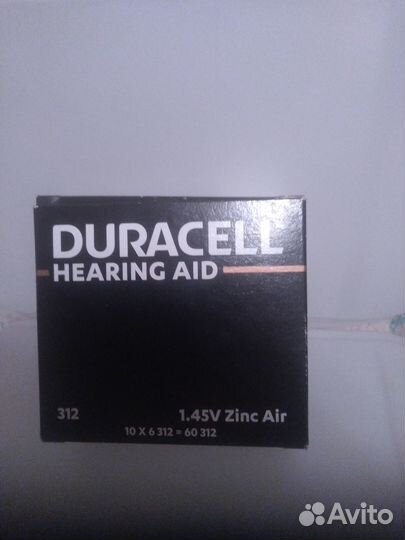 DURACELL
HEARING AID
312
1.45V Zinc Air
10 X 6 312 = 60 312
Avito